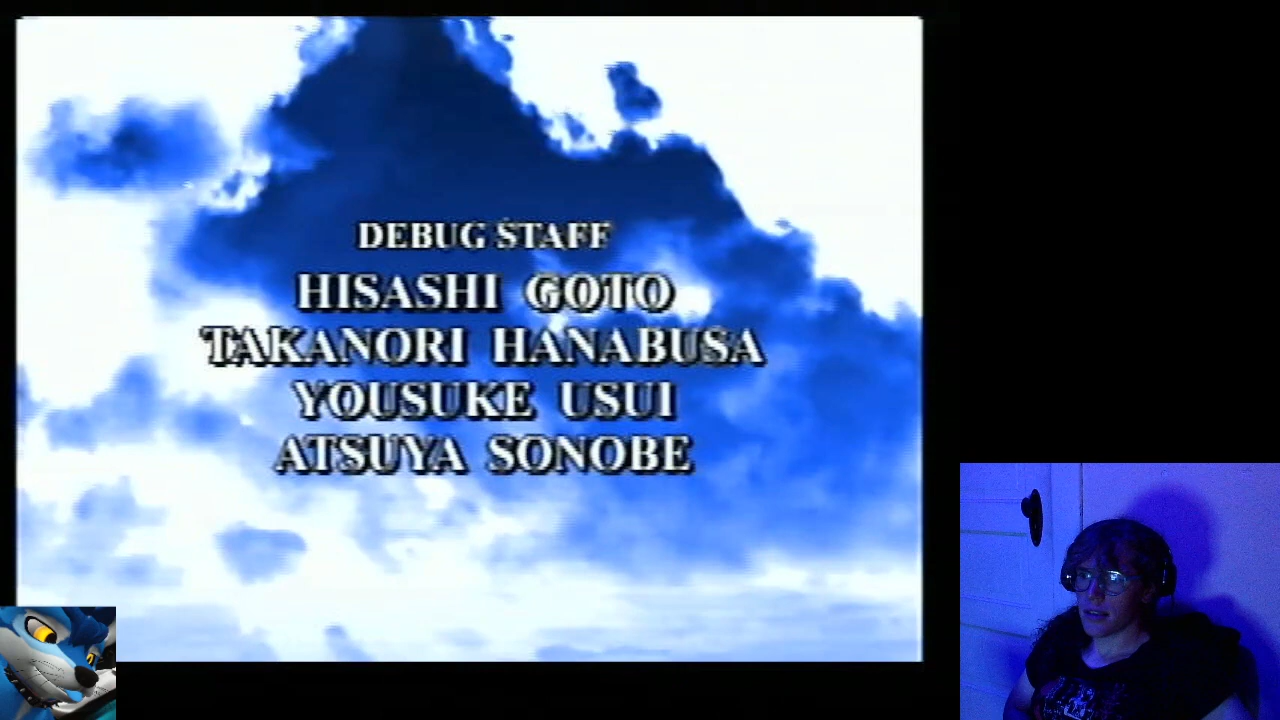 DEBUG STAFF
HISASHI GOTO
TAKANORI HANABUSA
YOUSUKE USUI
ATSUYA SONOBE